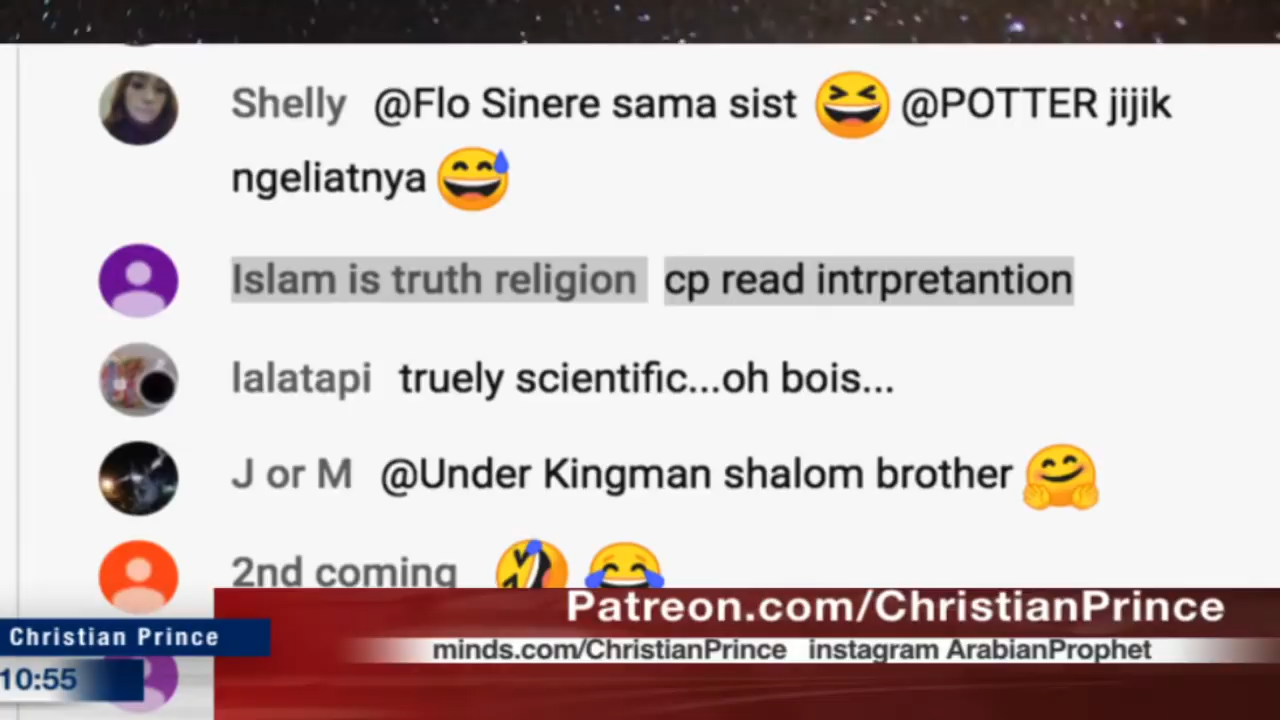 Shelly @Flo Sinere sama sist 😆 @POTTER jijik
ngeliatnya 😅
Islam is truth religion cp read intrpretantion
lalatapi truely scientific...oh bois...
J or M @Under Kingman shalom brother 🤗
2nd coming 🤣 😂
Patreon.com/ChristianPrince
Christian Prince
minds.com/ChristianPrince instagram ArabianProphet
10:55